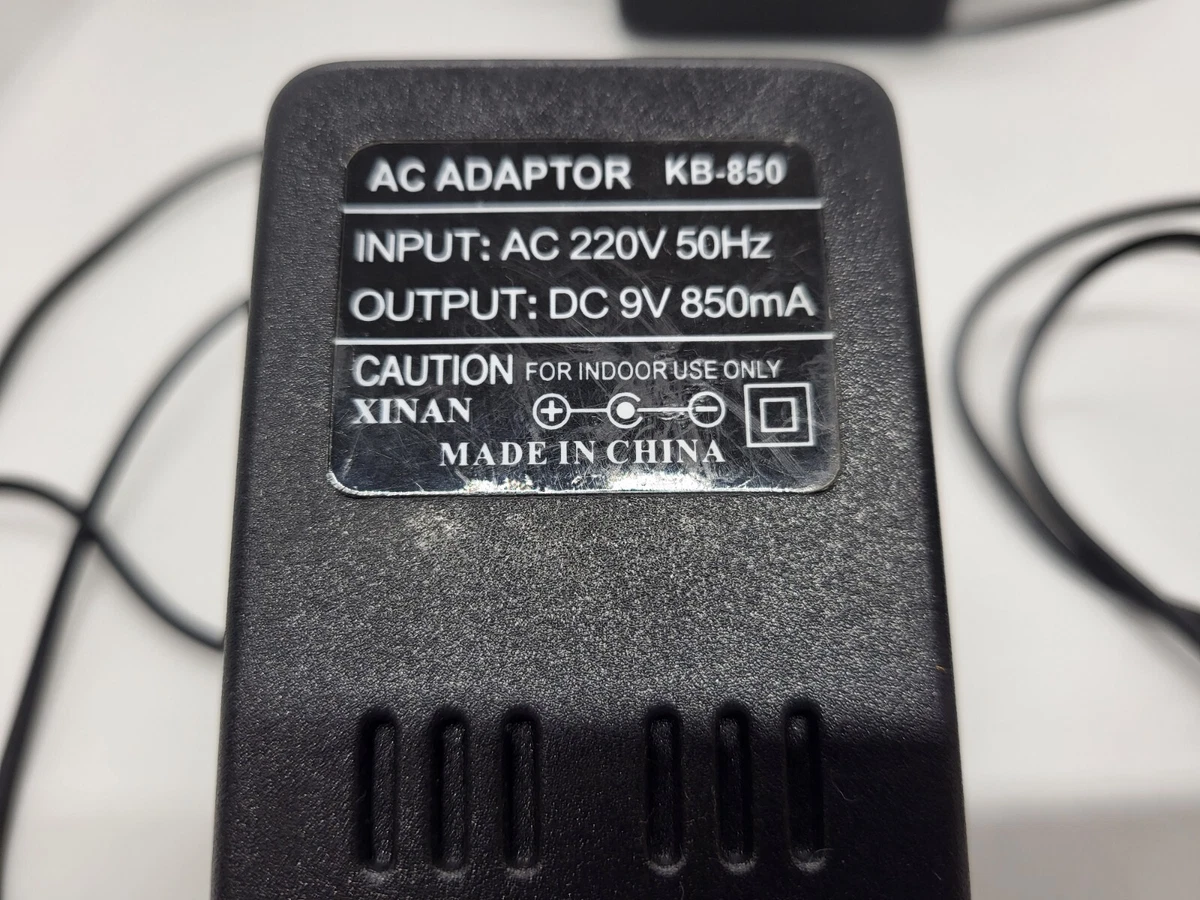 AC ADAPTOR KB-850
INPUT: AC 220V 50Hz
OUTPUT: DC 9V 850mA
CAUTION FOR INDOOR USE ONLY
XINAN
MADE IN CHINA